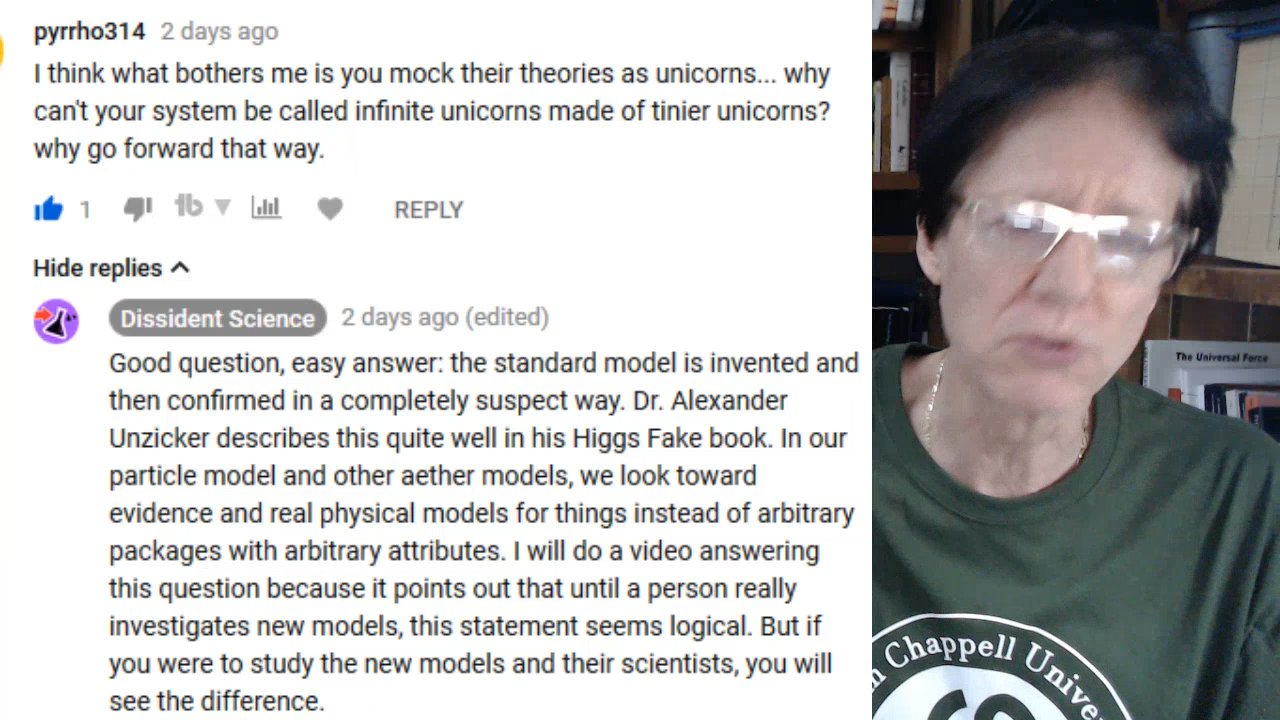 pyrrho314 2 days ago
I think what bothers me is you mock their theories as unicorns... why
can't your system be called infinite unicorns made of tinier unicorns?
why go forward that way.
1 REPLY
Hide replies
Dissident Science 2 days ago (edited)
Good question, easy answer: the standard model is invented and
then confirmed in a completely suspect way. Dr. Alexander
Unzicker describes this quite well in his Higgs Fake book. In our
particle model and other aether models, we look toward
evidence and real physical models for things instead of arbitrary
packages with arbitrary attributes. I will do a video answering
this question because it points out that until a person really
investigates new models, this statement seems logical. But if
you were to study the new models and their scientists, you will
see the difference.
The Universal Force
Chappell